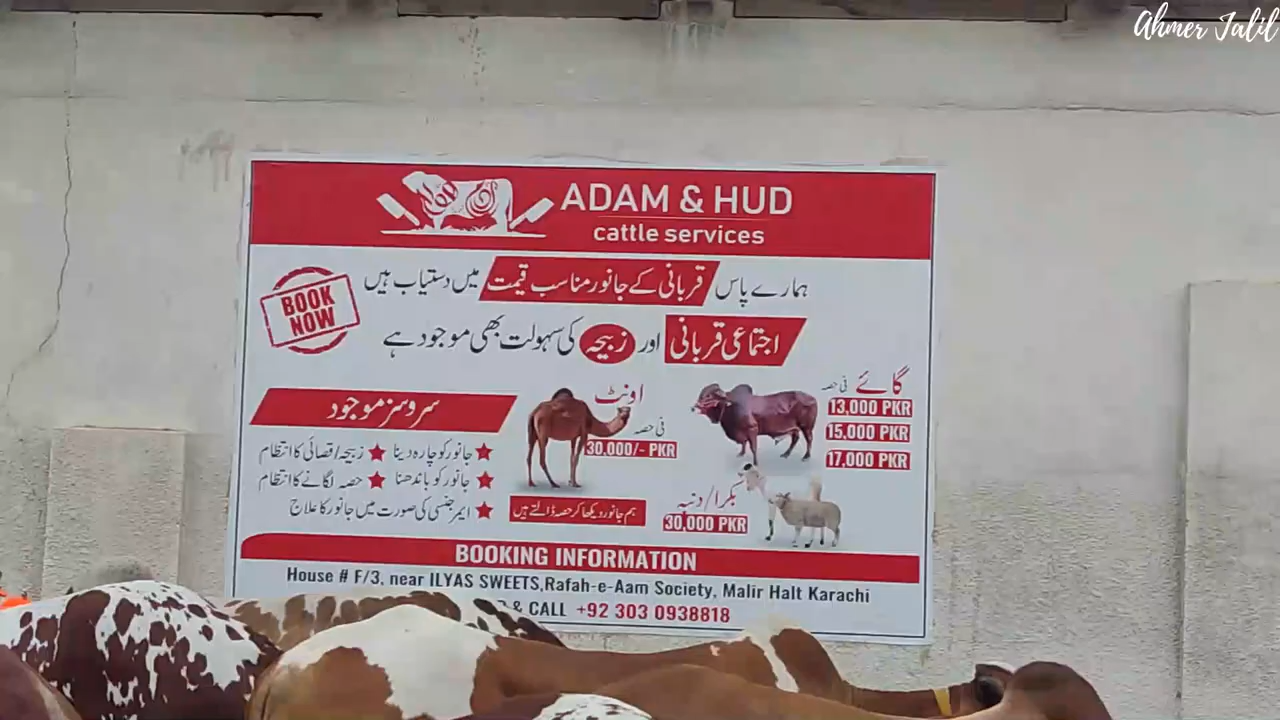 Ahmer Jalil
ADAM & HUD
cattle services
BOOK NOW
ہمارے پاس قربانی کے جانور مناسب قیمت میں دستیاب ہیں
اجتماعی قربانی اور زبیحہ کی سہولت بھی موجود ہے
گائے فی حصہ
13,000 PKR
15,000 PKR
17,000 PKR
اونٹ
فی حصہ
30.000/- PKR
سروسز موجود
★ جانور کو چارہ دینا ★ زبیحہ/قصائی کا انتظام
★ جانور کو باندھنا ★ حصہ لگانے کا انتظام
★ ایمرجنسی کی صورت میں جانور کا علاج
ہم جانور دیکھا کر حصہ ڈالتے ہیں
بکرا/دنبہ
30,000 PKR
BOOKING INFORMATION
House # F/3, near ILYAS SWEETS,Rafah-e-Aam Society, Malir Halt Karachi
& CALL +92 303 0938818